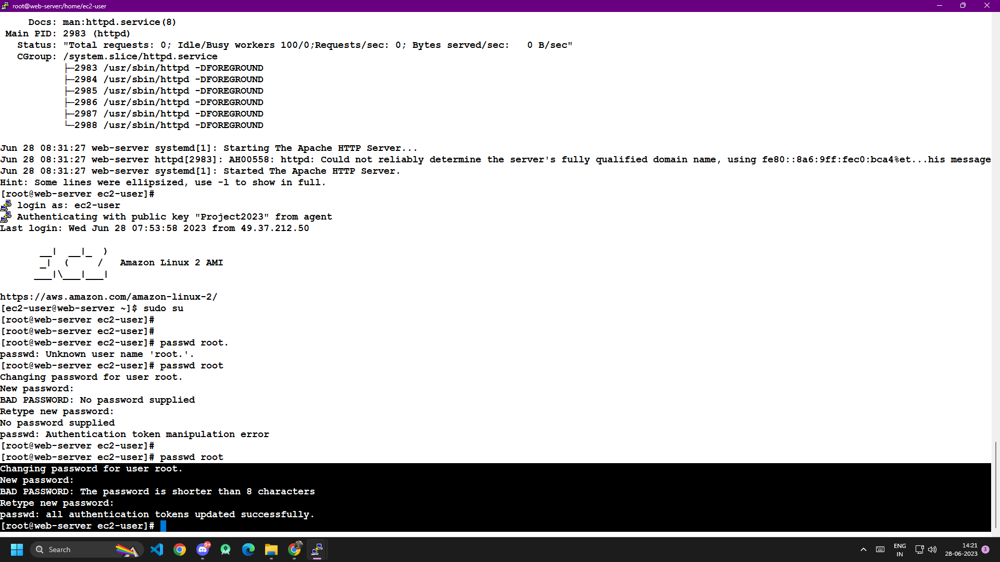 root@web-server:/home/ec2-user
Docs: man:httpd.service(8)
Main PID: 2983 (httpd)
Status: "Total requests: 0; Idle/Busy workers 100/0;Requests/sec: 0; Bytes served/sec:   0 B/sec"
CGroup: /system.slice/httpd.service
├─2983 /usr/sbin/httpd -DFOREGROUND
├─2984 /usr/sbin/httpd -DFOREGROUND
├─2985 /usr/sbin/httpd -DFOREGROUND
├─2986 /usr/sbin/httpd -DFOREGROUND
├─2987 /usr/sbin/httpd -DFOREGROUND
└─2988 /usr/sbin/httpd -DFOREGROUND
Jun 28 08:31:27 web-server systemd[1]: Starting The Apache HTTP Server...
Jun 28 08:31:27 web-server httpd[2983]: AH00558: httpd: Could not reliably determine the server's fully qualified domain name, using fe80::8a6:9ff:fec0:bca4%et...his message
Jun 28 08:31:27 web-server systemd[1]: Started The Apache HTTP Server.
Hint: Some lines were ellipsized, use -l to show in full.
[root@web-server ec2-user]#
login as: ec2-user
Authenticating with public key "Project2023" from agent
Last login: Wed Jun 28 07:53:58 2023 from 49.37.212.50
       __|  __|_  )
       _|  (     /   Amazon Linux 2 AMI
      ___|\___|___|
https://aws.amazon.com/amazon-linux-2/
[ec2-user@web-server ~]$ sudo su
[root@web-server ec2-user]#
[root@web-server ec2-user]#
[root@web-server ec2-user]# passwd root.
passwd: Unknown user name 'root.'.
[root@web-server ec2-user]# passwd root
Changing password for user root.
New password:
BAD PASSWORD: No password supplied
Retype new password:
No password supplied
passwd: Authentication token manipulation error
[root@web-server ec2-user]#
[root@web-server ec2-user]# passwd root
Changing password for user root.
New password:
BAD PASSWORD: The password is shorter than 8 characters
Retype new password:
passwd: all authentication tokens updated successfully.
[root@web-server ec2-user]#
Search
9+
ENG
IN
14:21
28-06-2023
3